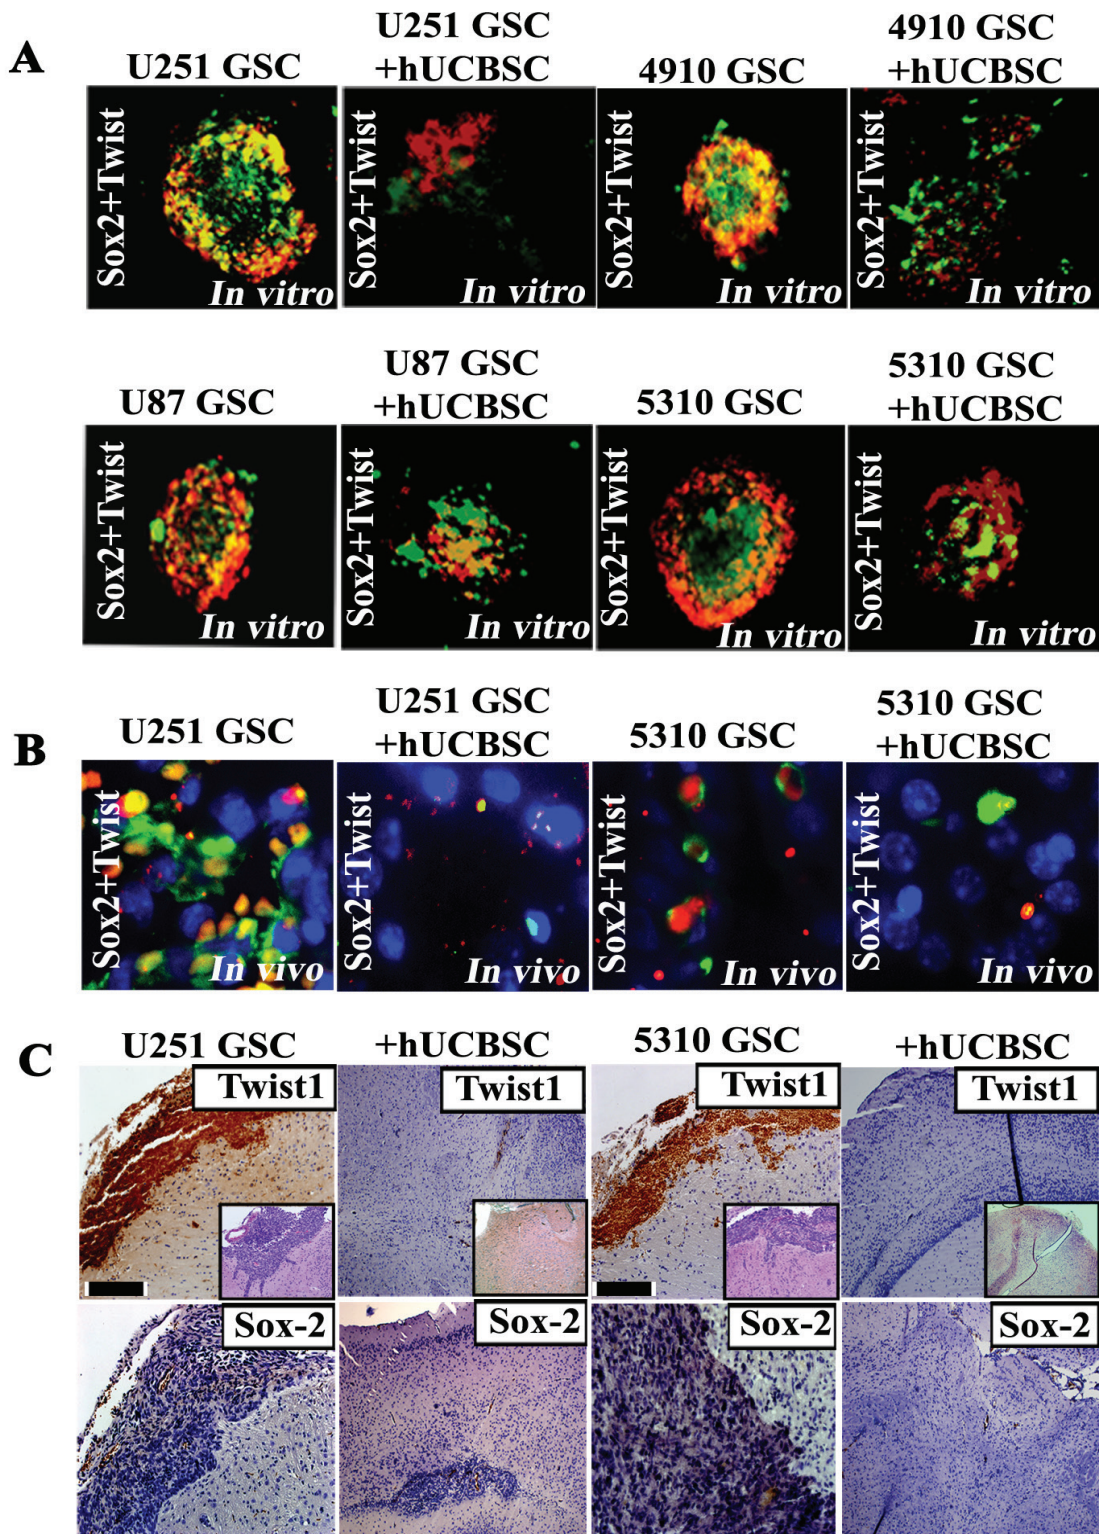 A
U251 GSC
U251 GSC
+hUCBSC
4910 GSC
4910 GSC
+hUCBSC
Sox2+Twist
In vitro
Sox2+Twist
In vitro
Sox2+Twist
In vitro
Sox2+Twist
In vitro
U87 GSC
U87 GSC
+hUCBSC
5310 GSC
5310 GSC
+hUCBSC
Sox2+Twist
In vitro
Sox2+Twist
In vitro
Sox2+Twist
In vitro
Sox2+Twist
In vitro
B
U251 GSC
U251 GSC
+hUCBSC
5310 GSC
5310 GSC
+hUCBSC
Sox2+Twist
In vivo
Sox2+Twist
In vivo
Sox2+Twist
In vivo
Sox2+Twist
In vivo
C
U251 GSC
+hUCBSC
5310 GSC
+hUCBSC
Twist1
Twist1
Twist1
Twist1
Sox-2
Sox-2
Sox-2
Sox-2